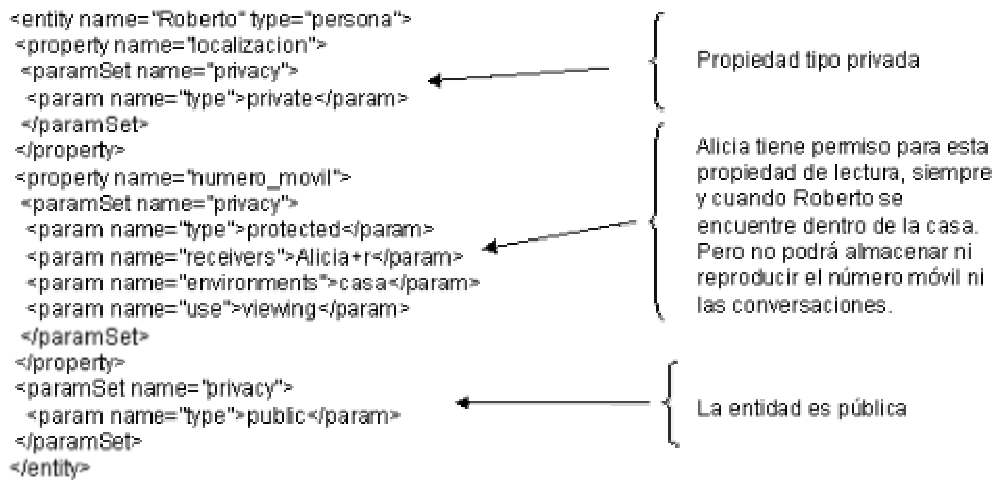 <entity name="Roberto" type="persona">
<property name="localizacion">
<paramSet name="privacy">
<param name="type">private</param>
</paramSet>
</property>
<property name="numero_movil">
<paramSet name="privacy">
<param name="type">protected</param>
<param name="receivers">Alicia+r</param>
<param name="environments">casa</param>
<param name="use">viewing</param>
</paramSet>
</property>
<paramSet name="privacy">
<param name="type">public</param>
</paramSet>
</entity>
Propiedad tipo privada
Alicia tiene permiso para esta
propiedad de lectura, siempre
y cuando Roberto se
encuentre dentro de la casa.
Pero no podrá almacenar ni
reproducir el número móvil ni
las conversaciones.
La entidad es pública